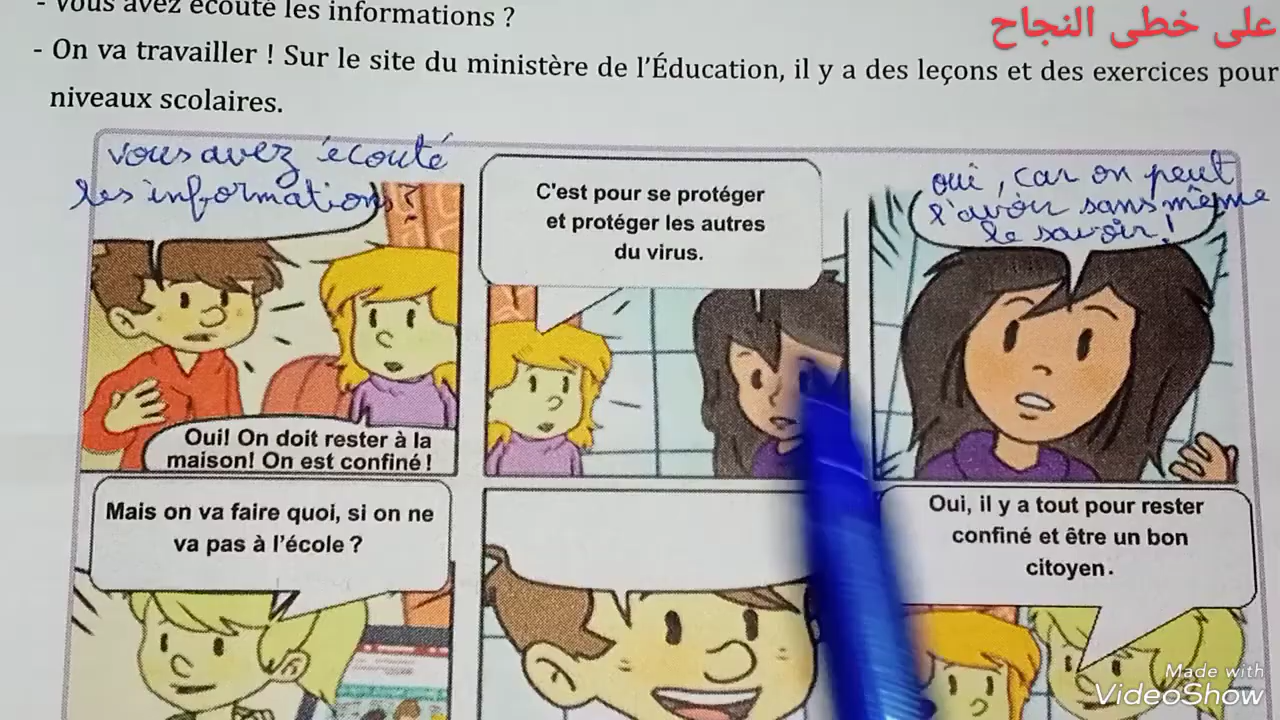 - Vous avez écouté les informations ?
على خطى النجاح
- On va travailler ! Sur le site du ministère de l'Éducation, il y a des leçons et des exercices pour
niveaux scolaires.
vous avez écouté
les informations ?
Oui! On doit rester à la
maison! On est confiné !
C'est pour se protéger
et protéger les autres
du virus.
oui, car on peut
l'avoir sans même
le savoir !
Mais on va faire quoi, si on ne
va pas à l'école ?
Oui, il y a tout pour rester
confiné et être un bon
citoyen.
Made with
VideoShow